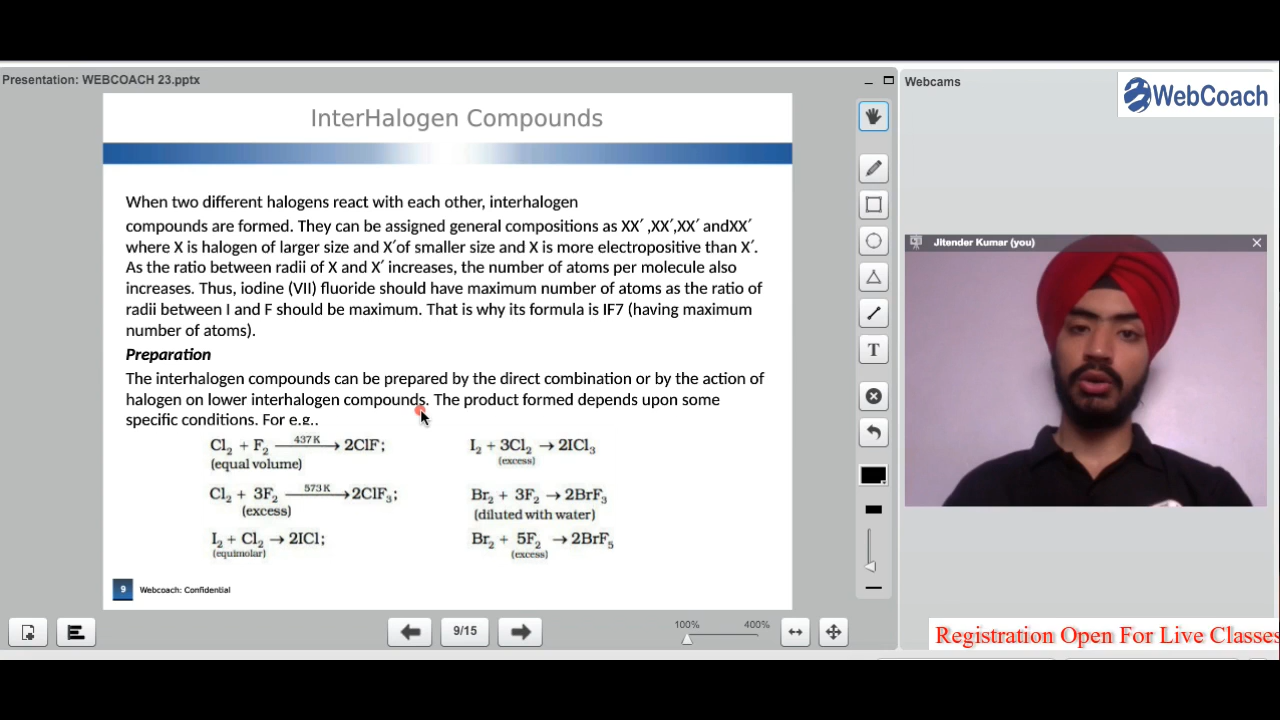 Presentation: WEBCOACH 23.pptx
InterHalogen Compounds
When two different halogens react with each other, interhalogen
compounds are formed. They can be assigned general compositions as XX′ ,XX′,XX′ andXX′
where X is halogen of larger size and X′of smaller size and X is more electropositive than X′.
As the ratio between radii of X and X′ increases, the number of atoms per molecule also
increases. Thus, iodine (VII) fluoride should have maximum number of atoms as the ratio of
radii between I and F should be maximum. That is why its formula is IF7 (having maximum
number of atoms).
Preparation
The interhalogen compounds can be prepared by the direct combination or by the action of
halogen on lower interhalogen compounds. The product formed depends upon some
specific conditions. For e.g..
Cl₂ + F₂ 437 K → 2ClF;
(equal volume)
I₂ + 3Cl₂ → 2ICl₃
(excess)
Cl₂ + 3F₂ 573 K → 2ClF₃;
(excess)
Br₂ + 3F₂ → 2BrF₃
(diluted with water)
I₂ + Cl₂ → 2ICl;
(equimolar)
Br₂ + 5F₂ → 2BrF₅
(excess)
9 Webcoach: Confidential
9/15
100% 400%
T
Webcams
WebCoach
Jitender Kumar (you)
Registration Open For Live Classes